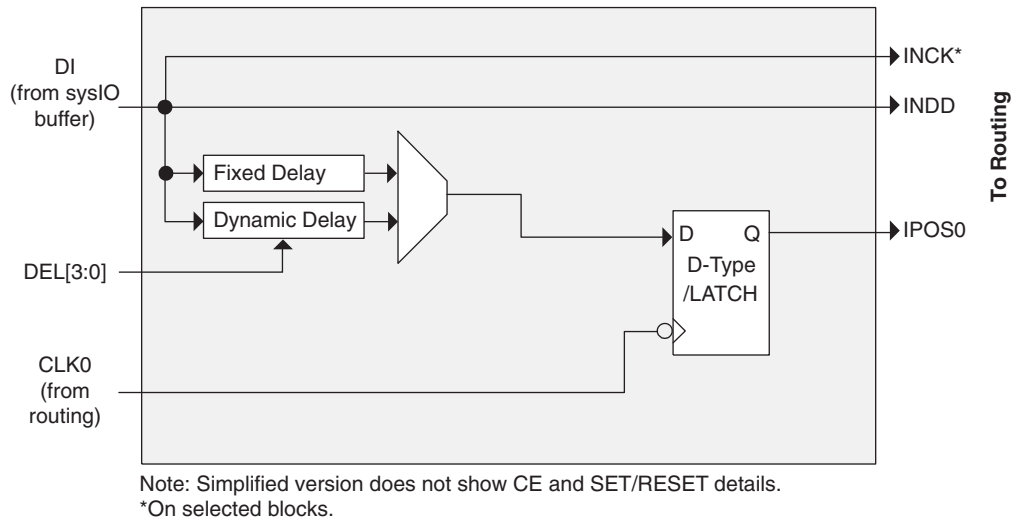 DI
(from sysIO
buffer)
INCK*
INDD
To Routing
Fixed Delay
Dynamic Delay
DEL[3:0]
D Q
D-Type
/LATCH
IPOS0
CLK0
(from
routing)
Note: Simplified version does not show CE and SET/RESET details.
*On selected blocks.